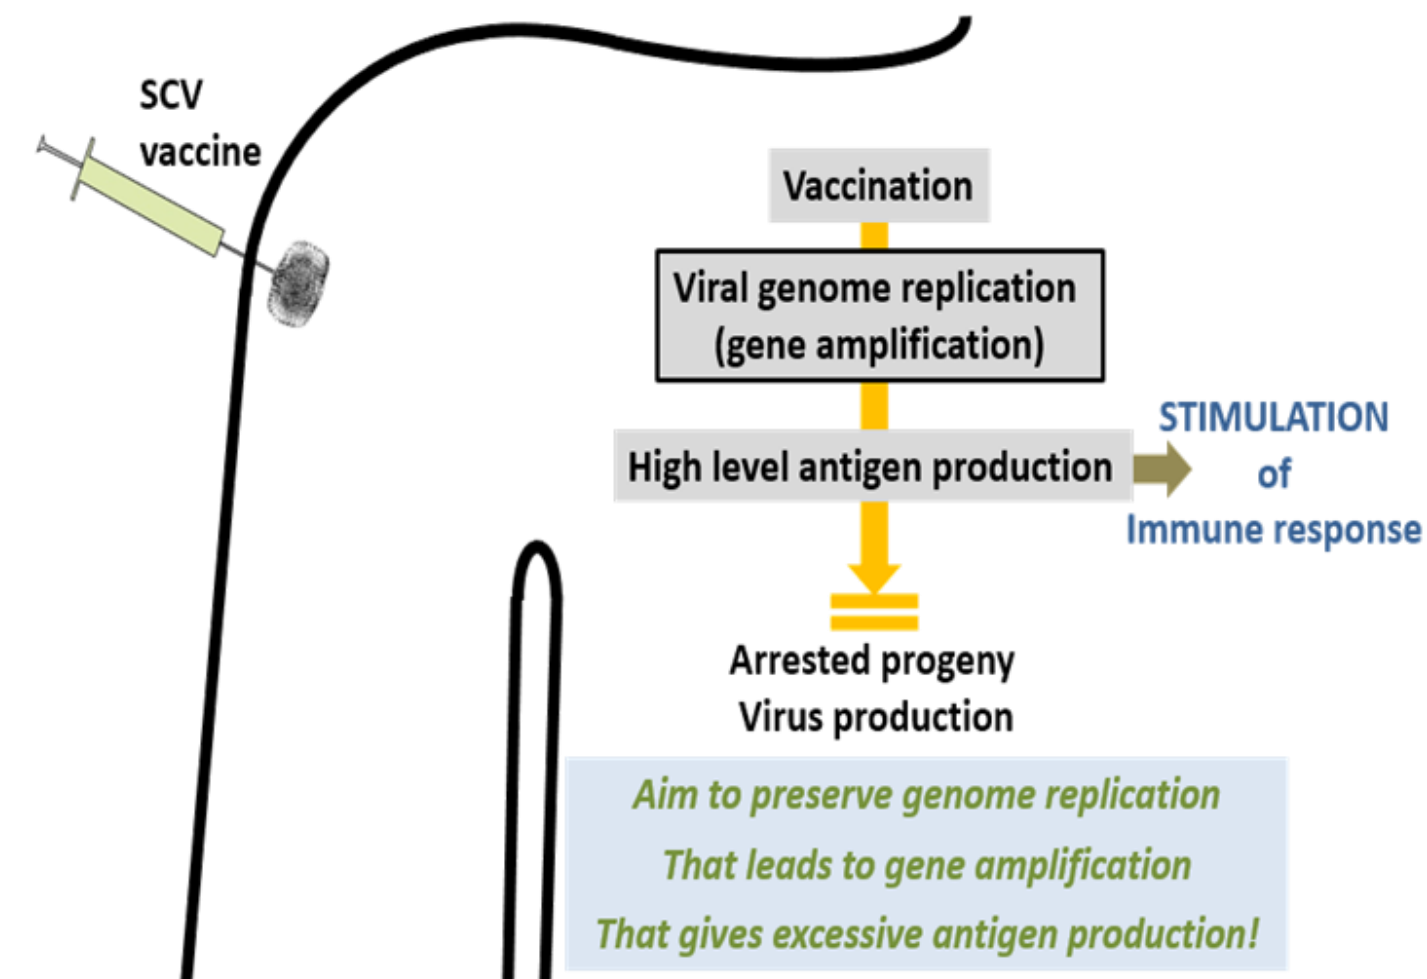 SCV
vaccine
Vaccination
Viral genome replication
(gene amplification)
High level antigen production
STIMULATION
of
Immune response
Arrested progeny
Virus production
Aim to preserve genome replication
That leads to gene amplification
That gives excessive antigen production!